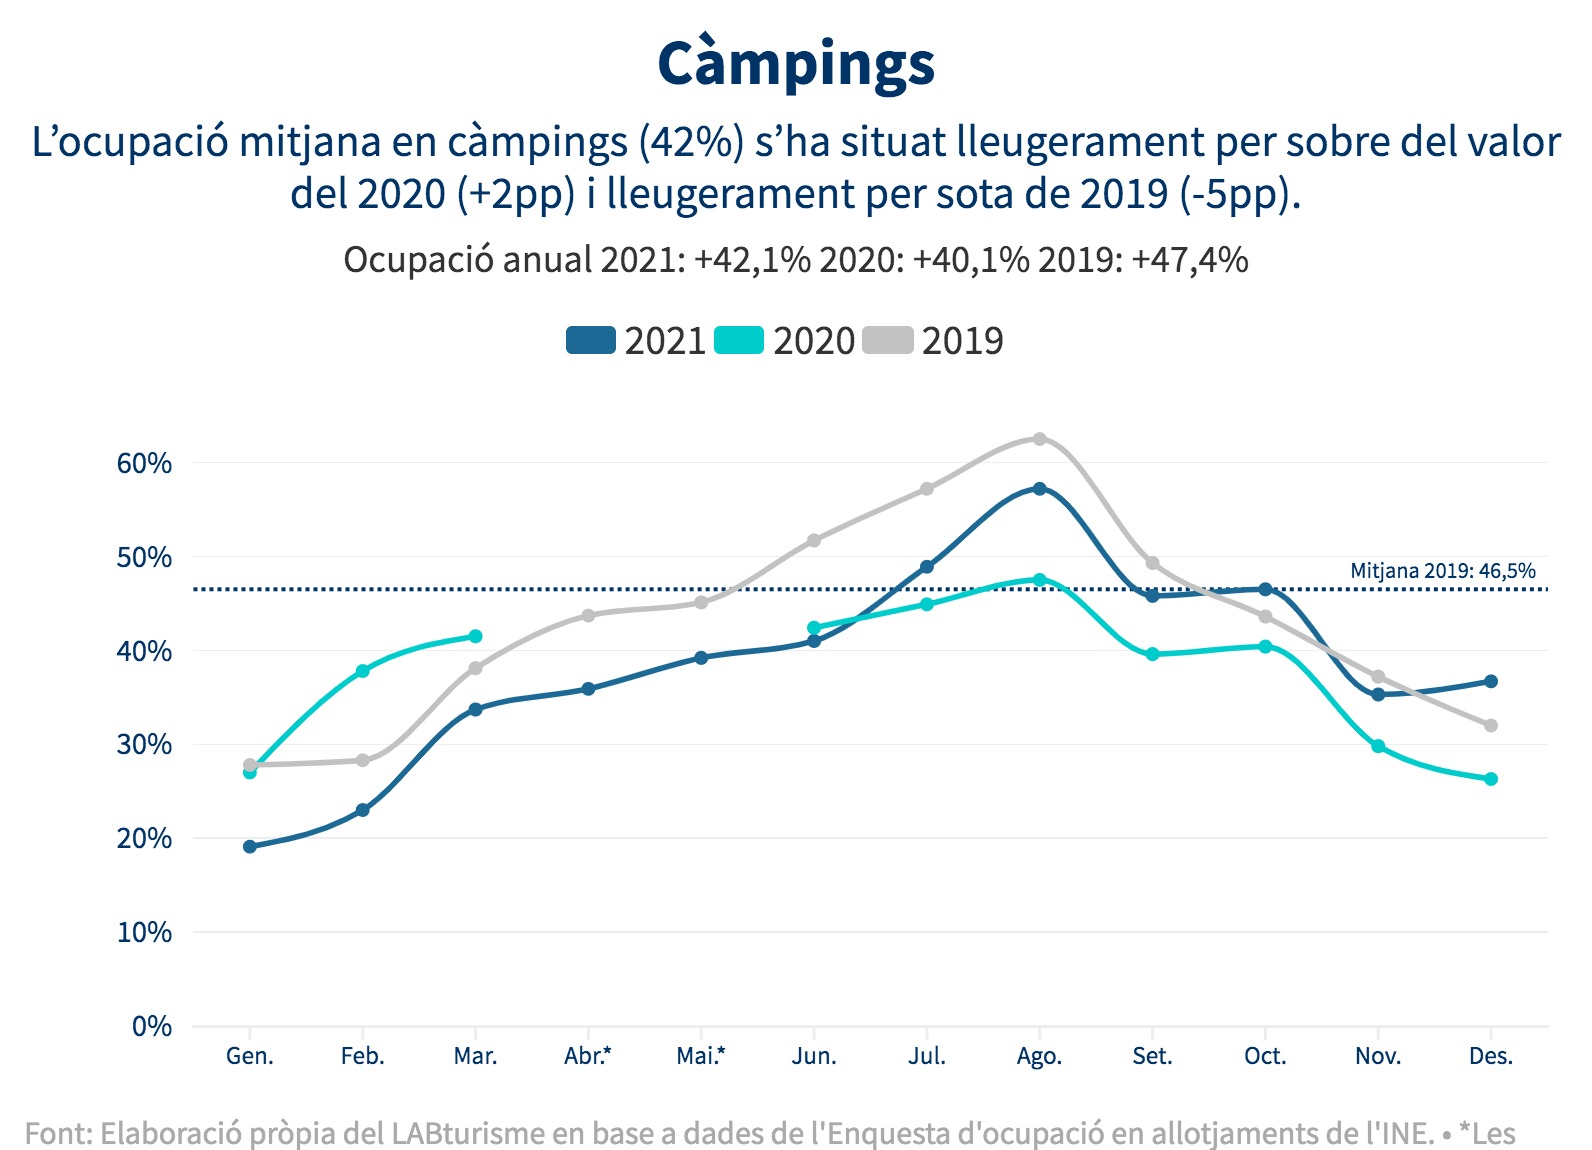 Càmpings
L’ocupació mitjana en càmpings (42%) s’ha situat lleugerament per sobre del valor
del 2020 (+2pp) i lleugerament per sota de 2019 (-5pp).
Ocupació anual 2021: +42,1% 2020: +40,1% 2019: +47,4%
2021 2020 2019
60%
50%
Mitjana 2019: 46,5%
40%
30%
20%
10%
0%
Gen. Feb. Mar. Abr.* Mai.* Jun. Jul. Ago. Set. Oct. Nov. Des.
Font: Elaboració pròpia del LABturisme en base a dades de l'Enquesta d'ocupació en allotjaments de l'INE. • *Les